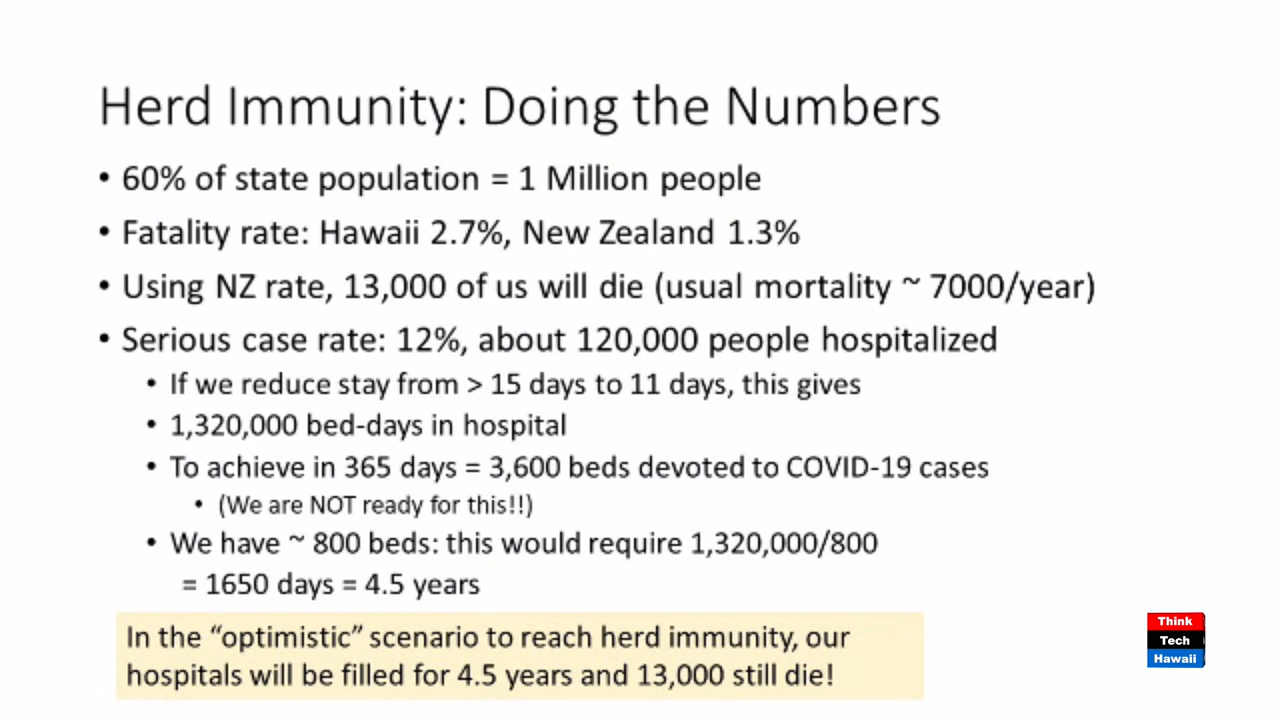 Herd Immunity: Doing the Numbers
• 60% of state population = 1 Million people
• Fatality rate: Hawaii 2.7%, New Zealand 1.3%
• Using NZ rate, 13,000 of us will die (usual mortality ~ 7000/year)
• Serious case rate: 12%, about 120,000 people hospitalized
• If we reduce stay from > 15 days to 11 days, this gives
• 1,320,000 bed-days in hospital
• To achieve in 365 days = 3,600 beds devoted to COVID-19 cases
• (We are NOT ready for this!!)
• We have ~ 800 beds: this would require 1,320,000/800
= 1650 days = 4.5 years
In the “optimistic” scenario to reach herd immunity, our
hospitals will be filled for 4.5 years and 13,000 still die!
Think
Tech
Hawaii